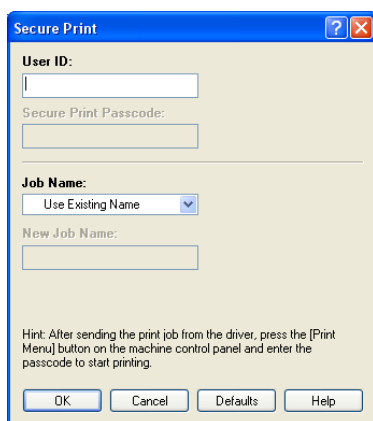 Secure Print
User ID:
Secure Print Passcode:
Job Name:
Use Existing Name
New Job Name:
Hint: After sending the print job from the driver, press the [Print
Menu] button on the machine control panel and enter the
passcode to start printing.
OK Cancel Defaults Help